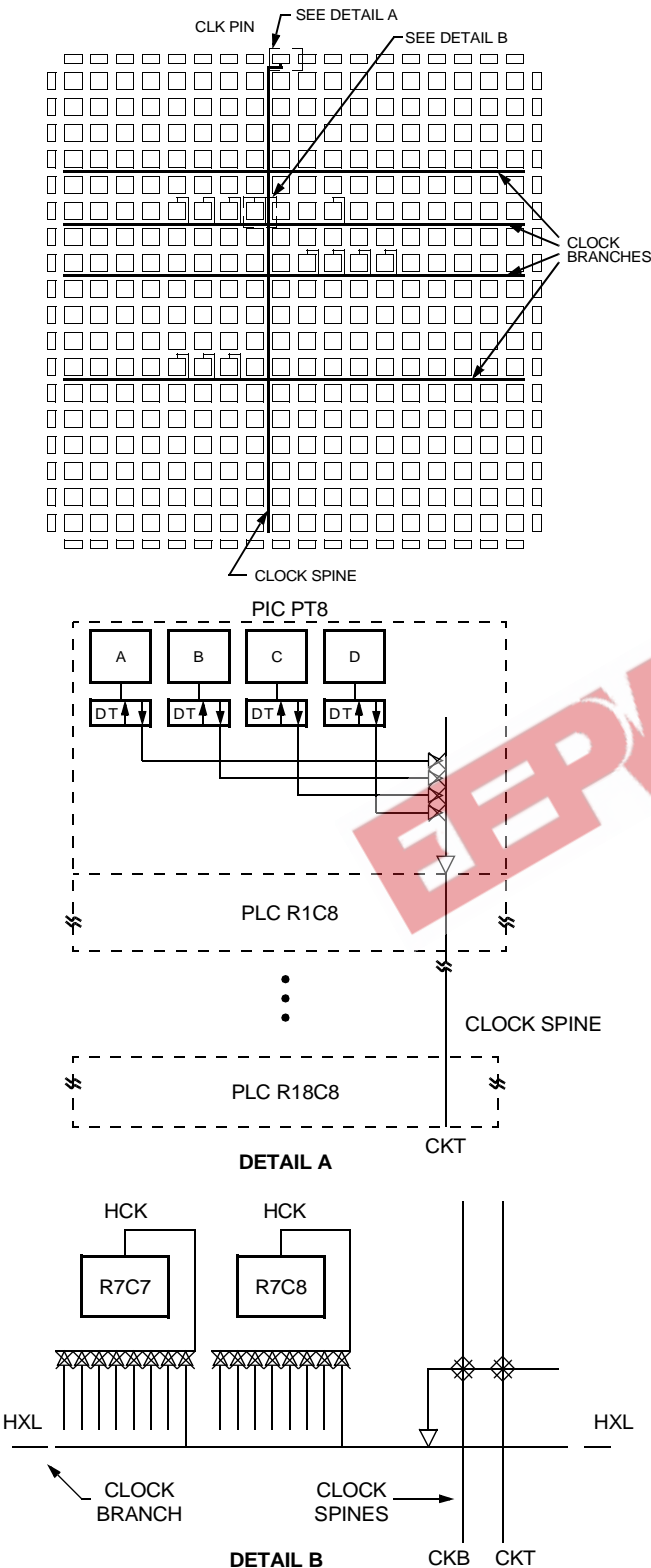 CLK PIN
SEE DETAIL A
SEE DETAIL B
CLOCK
BRANCHES
CLOCK SPINE
PIC PT8
A
B
C
D
DT
DT
DT
DT
PLC R1C8
CLOCK SPINE
PLC R18C8
CKT
DETAIL A
HCK
HCK
R7C7
R7C8
HXL
HXL
CLOCK
BRANCH
CLOCK
SPINES
DETAIL B
CKB
CKT